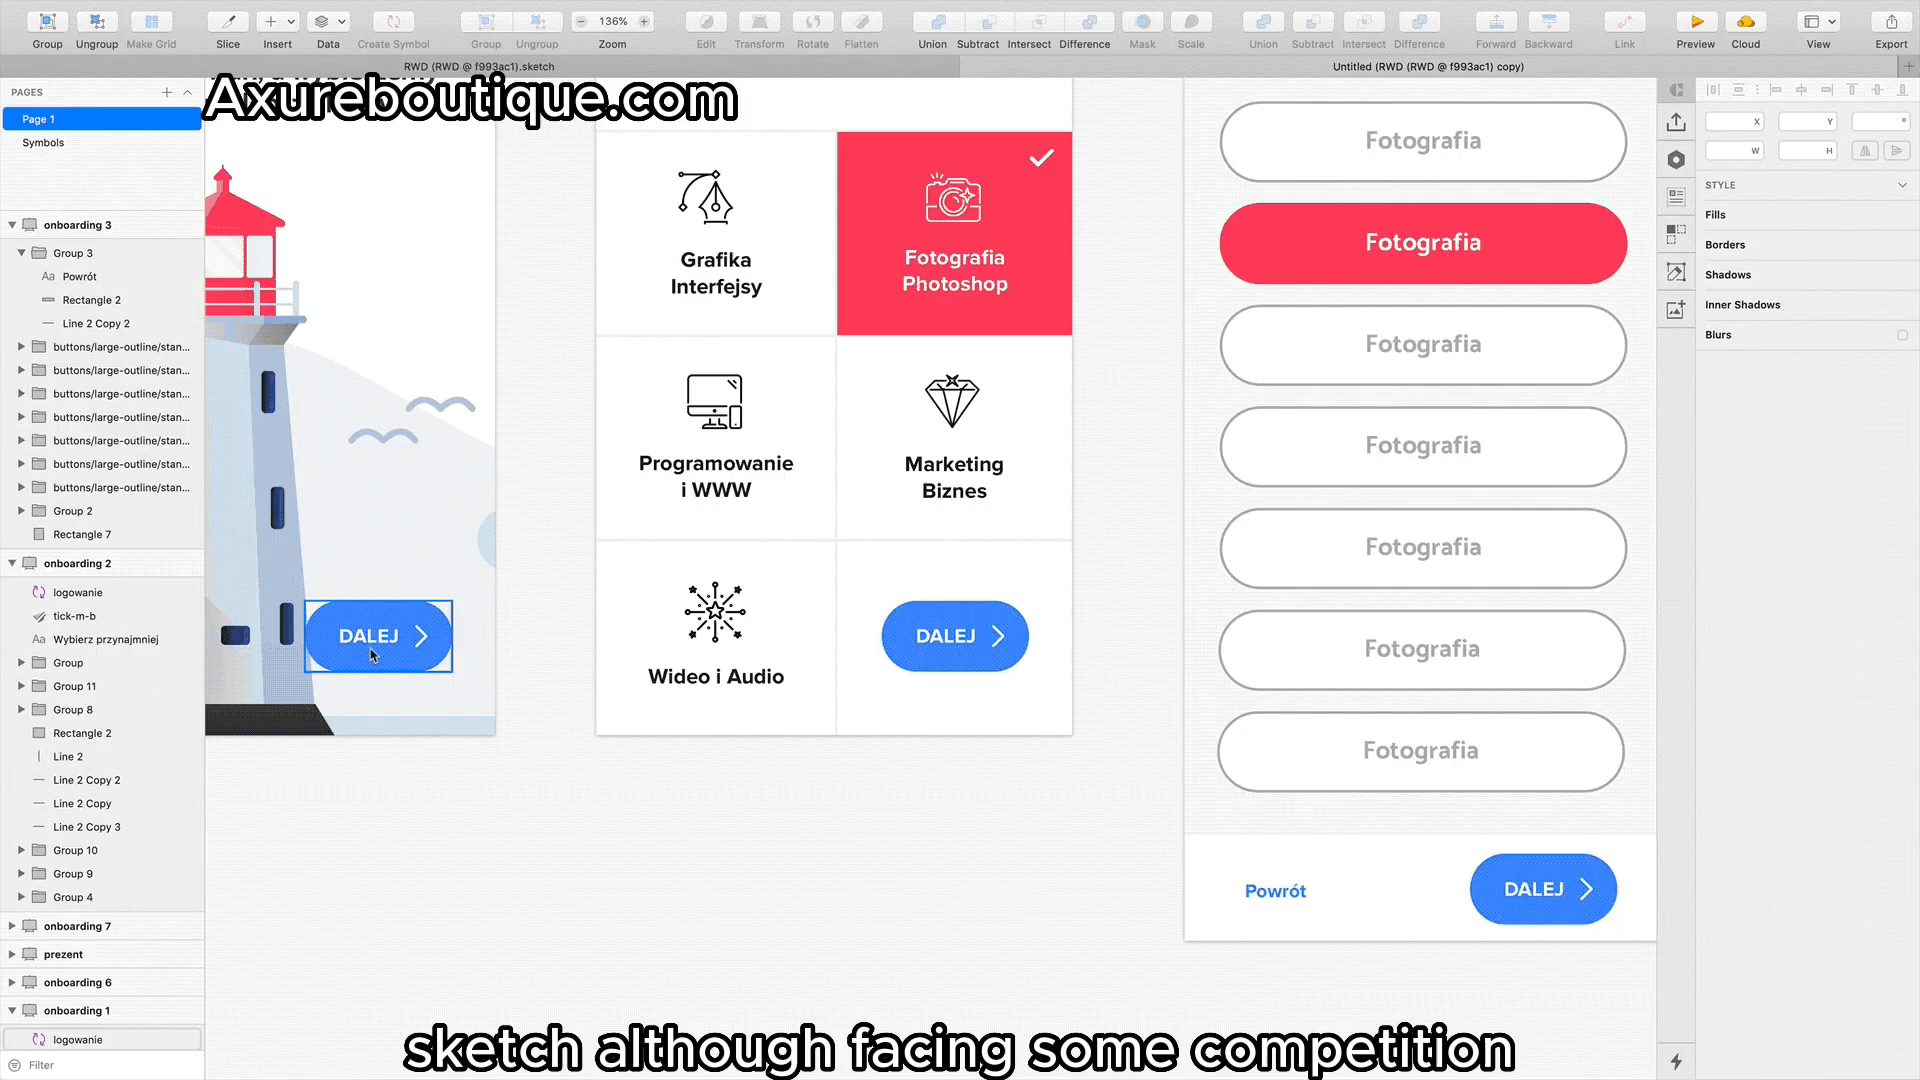 Group
Ungroup
Make Grid
Slice
Insert
Data
Create Symbol
Group
Ungroup
136%
Zoom
Edit
Transform
Rotate
Flatten
Union
Subtract
Intersect
Difference
Mask
Scale
Union
Subtract
Intersect
Difference
Forward
Backward
Link
Preview
Cloud
View
Export
RWD (RWD @ f993ac1).sketch
Untitled (RWD (RWD @ f993ac1) copy)
PAGES
Page 1
Symbols
onboarding 3
Group 3
Aa Powrót
Rectangle 2
Line 2 Copy 2
buttons/large-outline/stan...
buttons/large-outline/stan...
buttons/large-outline/stan...
buttons/large-outline/stan...
buttons/large-outline/stan...
buttons/large-outline/stan...
buttons/large-outline/stan...
Group 2
Rectangle 7
onboarding 2
logowanie
tick-m-b
Aa Wybierz przynajmniej
Group
Group 11
Group 8
Rectangle 2
Line 2
Line 2 Copy 2
Line 2 Copy
Line 2 Copy 3
Group 10
Group 9
Group 4
onboarding 7
prezent
onboarding 6
onboarding 1
logowanie
Filter
Axureboutique.com
DALEJ
Grafika
Interfejsy
Fotografia
Photoshop
Programowanie
i WWW
Marketing
Biznes
Wideo i Audio
DALEJ
Fotografia
Fotografia
Fotografia
Fotografia
Fotografia
Fotografia
Fotografia
Powrót
DALEJ
X
Y
°
W
H
STYLE
Fills
Borders
Shadows
Inner Shadows
Blurs
sketch although facing some competition